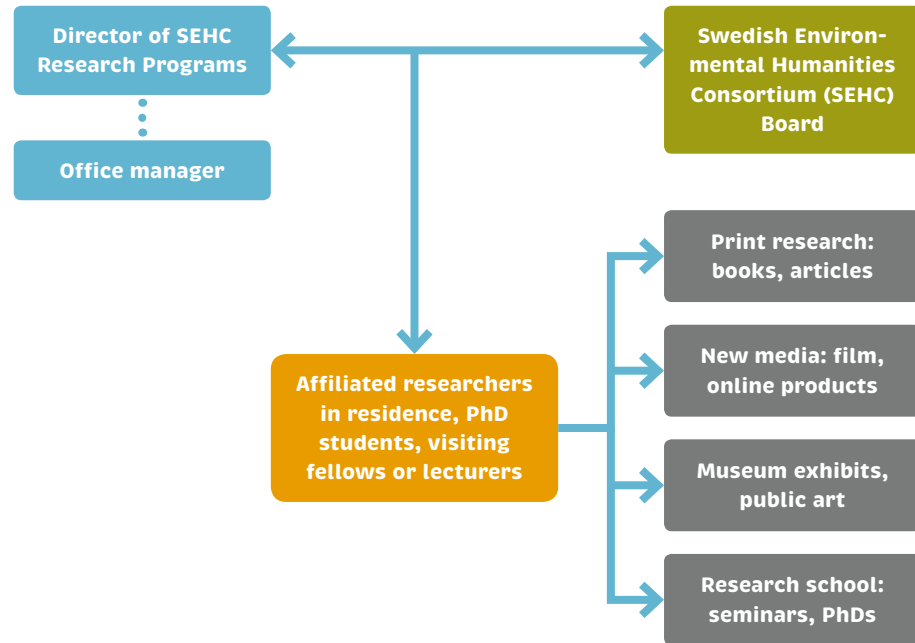 Director of SEHC
Research Programs
Swedish Environ-
mental Humanities
Consortium (SEHC)
Board
Office manager
Print research:
books, articles
New media: film,
online products
Affiliated researchers
in residence, PhD
students, visiting
fellows or lecturers
Museum exhibits,
public art
Research school:
seminars, PhDs